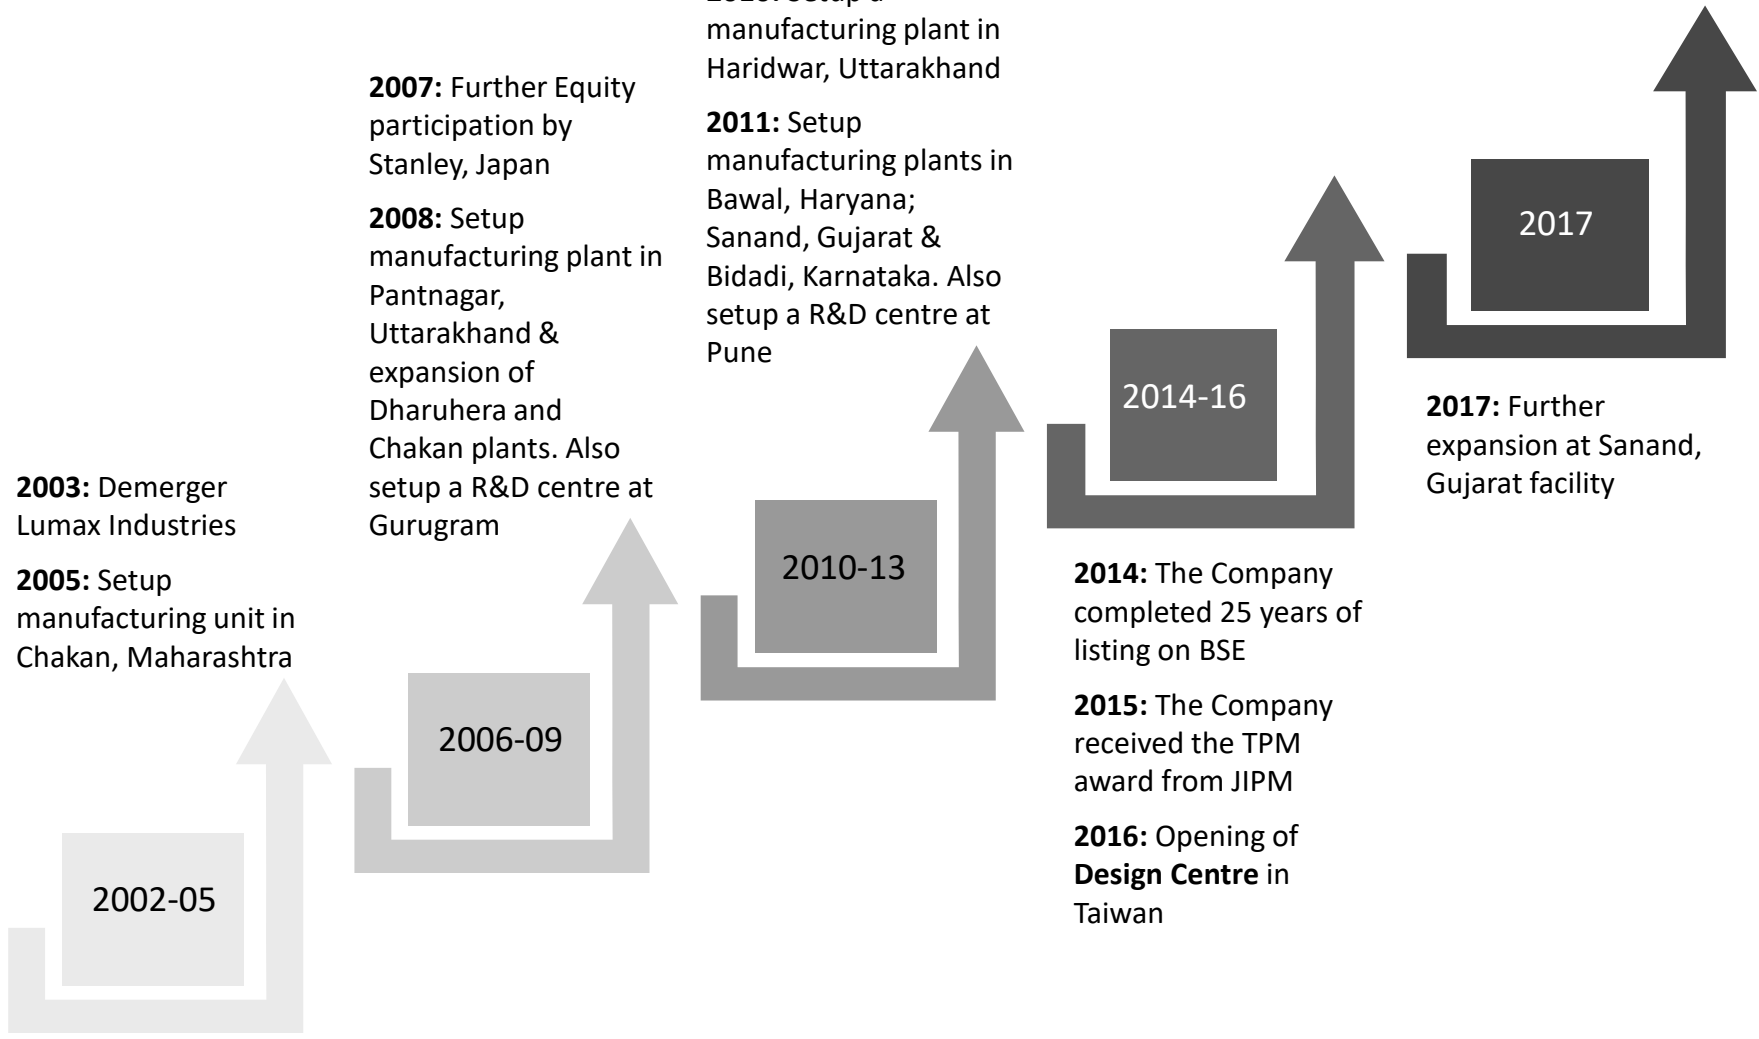 2002-05
2003: Demerger
Lumax Industries
2005: Setup
manufacturing unit in
Chakan, Maharashtra
2006-09
2007: Further Equity
participation by
Stanley, Japan
2008: Setup
manufacturing plant in
Pantnagar,
Uttarakhand &
expansion of
Dharuhera and
Chakan plants. Also
setup a R&D centre at
Gurugram
2010-13
manufacturing plant in
Haridwar, Uttarakhand
2011: Setup
manufacturing plants in
Bawal, Haryana;
Sanand, Gujarat &
Bidadi, Karnataka. Also
setup a R&D centre at
Pune
2014-16
2014: The Company
completed 25 years of
listing on BSE
2015: The Company
received the TPM
award from JIPM
2016: Opening of
Design Centre in
Taiwan
2017
2017: Further
expansion at Sanand,
Gujarat facility